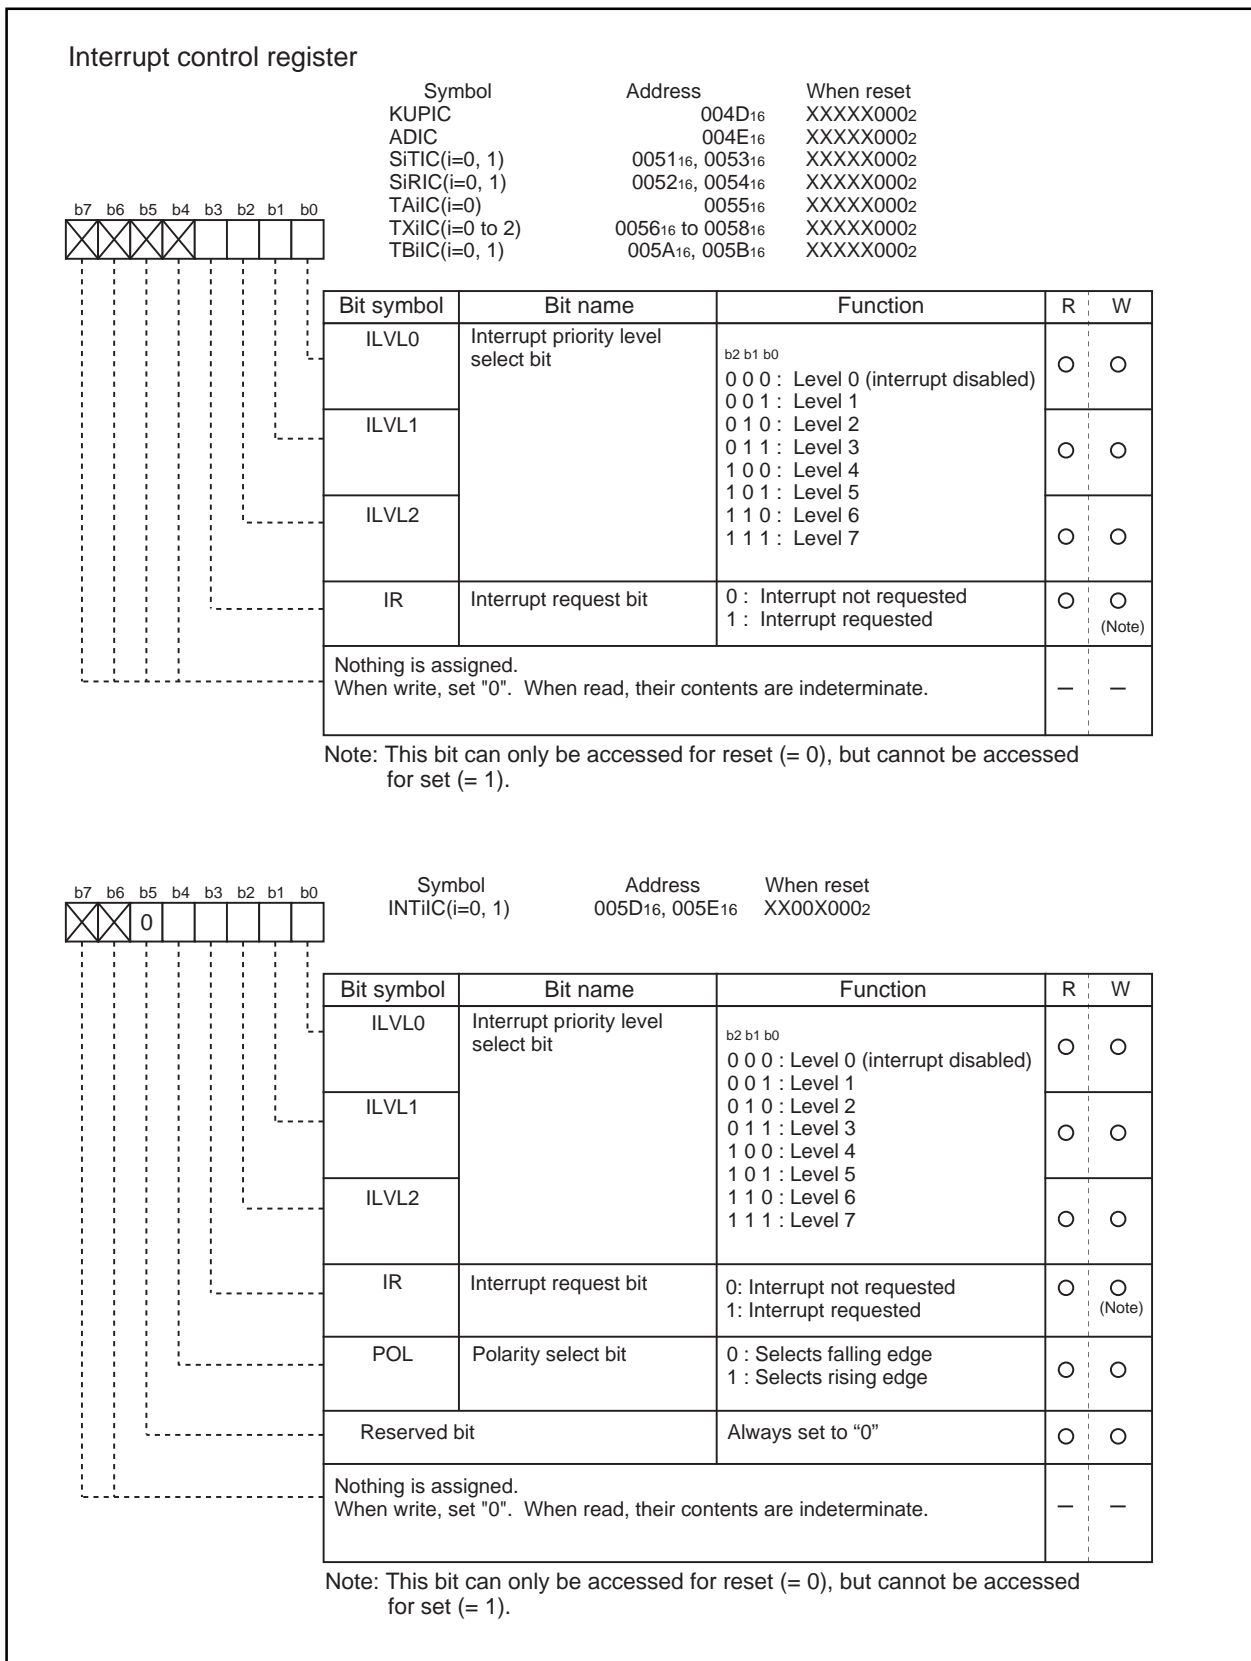 Interrupt control register
Symbol Address When reset
KUPIC 004D16 XXXXX0002
ADIC 004E16 XXXXX0002
SiTIC(i=0, 1) 005116, 005316 XXXXX0002
SiRIC(i=0, 1) 005216, 005416 XXXXX0002
TAiIC(i=0) 005516 XXXXX0002
TXiIC(i=0 to 2) 005616 to 005816 XXXXX0002
TBiIC(i=0, 1) 005A16, 005B16 XXXXX0002
b7 b6 b5 b4 b3 b2 b1 b0
Bit symbol Bit name Function R W
ILVL0 Interrupt priority level
select bit
b2 b1 b0
0 0 0 : Level 0 (interrupt disabled)
0 0 1 : Level 1
ILVL1 0 1 0 : Level 2
0 1 1 : Level 3
1 0 0 : Level 4
1 0 1 : Level 5
ILVL2 1 1 0 : Level 6
1 1 1 : Level 7
IR Interrupt request bit 0 : Interrupt not requested
1 : Interrupt requested
(Note)
Nothing is assigned.
When write, set "0". When read, their contents are indeterminate. – –
Note: This bit can only be accessed for reset (= 0), but cannot be accessed
for set (= 1).
Symbol Address When reset
INTiIC(i=0, 1) 005D16, 005E16 XX00X0002
b7 b6 b5 b4 b3 b2 b1 b0
0
Bit symbol Bit name Function R W
ILVL0 Interrupt priority level
select bit
b2 b1 b0
0 0 0 : Level 0 (interrupt disabled)
0 0 1 : Level 1
ILVL1 0 1 0 : Level 2
0 1 1 : Level 3
1 0 0 : Level 4
1 0 1 : Level 5
ILVL2 1 1 0 : Level 6
1 1 1 : Level 7
IR Interrupt request bit 0: Interrupt not requested
1: Interrupt requested
(Note)
POL Polarity select bit 0 : Selects falling edge
1 : Selects rising edge
Reserved bit Always set to “0”
Nothing is assigned.
When write, set "0". When read, their contents are indeterminate. – –
Note: This bit can only be accessed for reset (= 0), but cannot be accessed
for set (= 1).